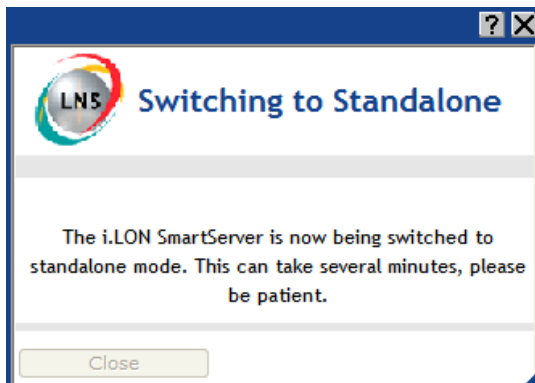 ? X
LNS
Switching to Standalone
The i.LON SmartServer is now being switched to
standalone mode. This can take several minutes, please
be patient.
Close